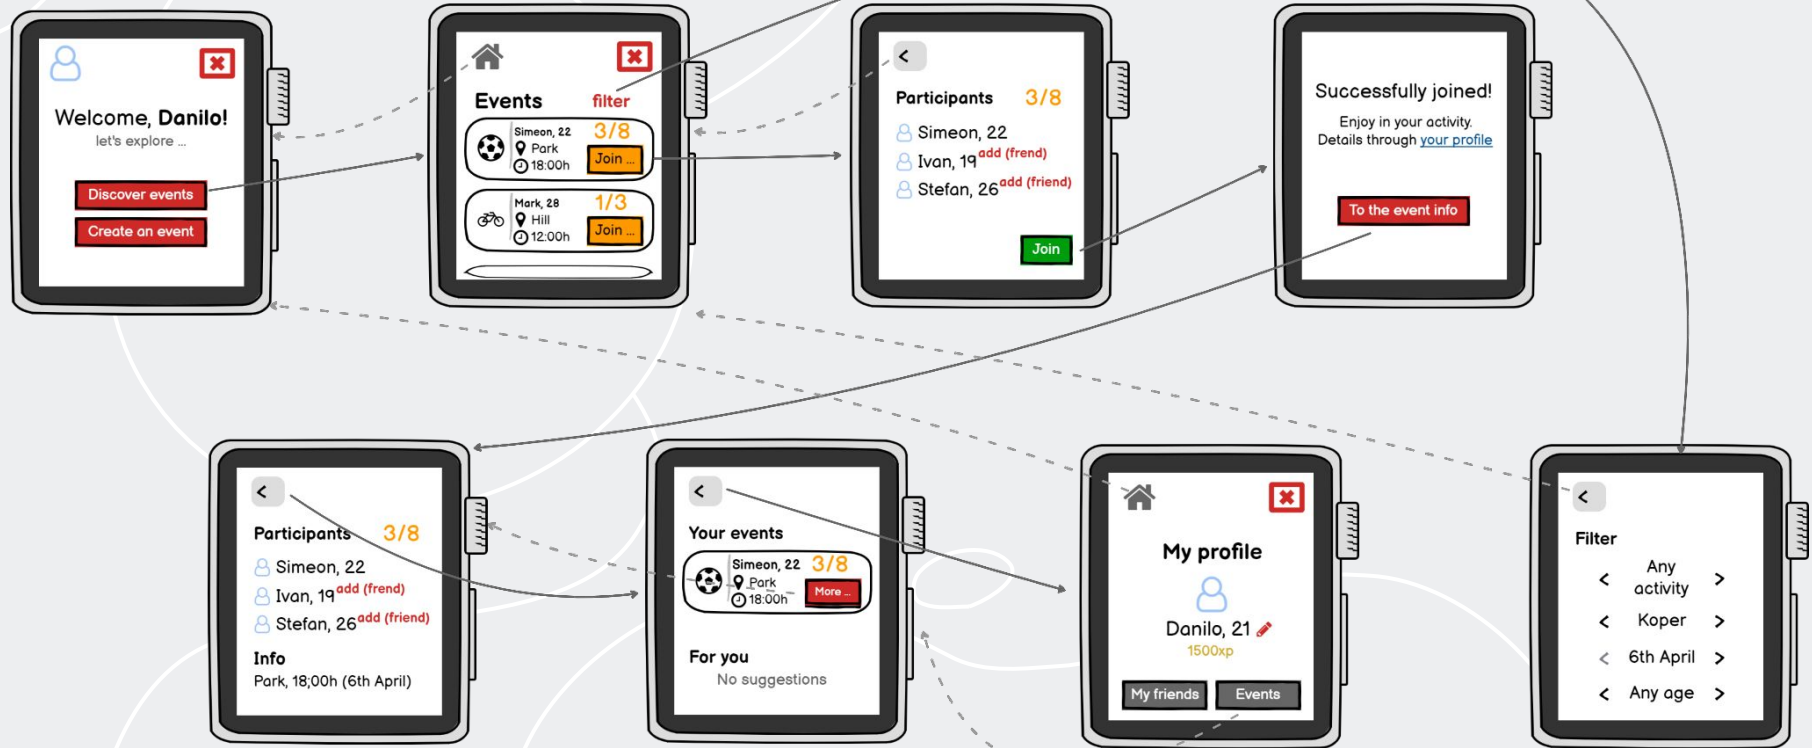 Welcome, Danilo!
let's explore ...
Discover events
Create an event
Events filter
Simeon, 22 3/8
Park
18:00h
Join ...
Mark, 28 1/3
Hill
12:00h
Join ...
<
Participants 3/8
Simeon, 22
Ivan, 19 add (frend)
Stefan, 26 add (friend)
Join
Successfully joined!
Enjoy in your activity.
Details through your profile
To the event info
<
Participants 3/8
Simeon, 22
Ivan, 19 add (frend)
Stefan, 26 add (friend)
Info
Park, 18;00h (6th April)
<
Your events
Simeon, 22 3/8
Park
18:00h
More ...
For you
No suggestions
My profile
Danilo, 21
1500xp
My friends Events
<
Filter
< Any activity >
< Koper >
< 6th April >
< Any age >